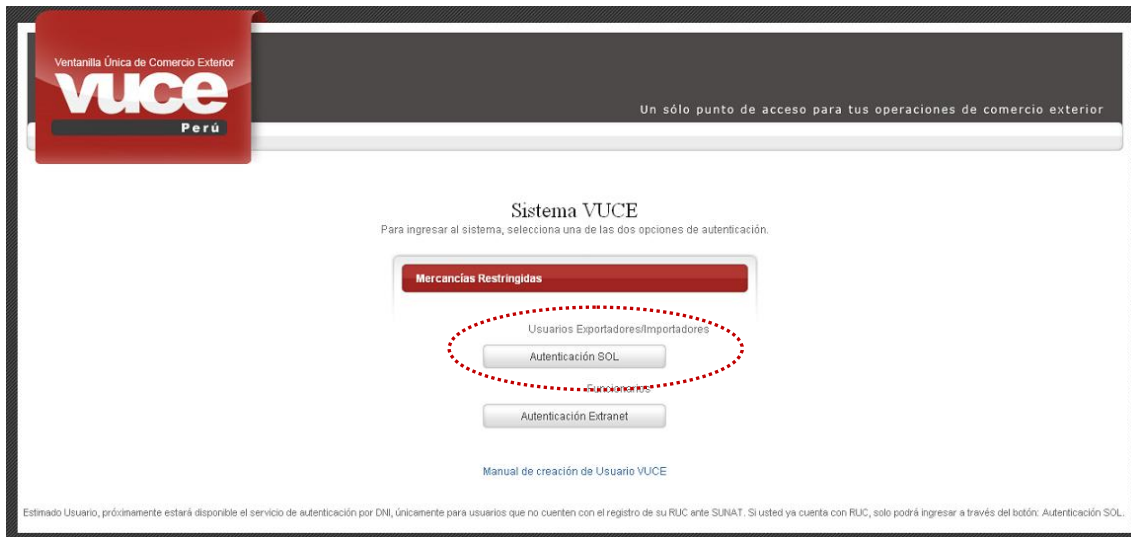 Ventanilla Única de Comercio Exterior
vuce
Perú
Un sólo punto de acceso para tus operaciones de comercio exterior
Sistema VUCE
Para ingresar al sistema, selecciona una de las dos opciones de autenticación.
Mercancías Restringidas
Usuarios Exportadores/Importadores
Autenticación SOL
Funcionarios
Autenticación Extranet
Manual de creación de Usuario VUCE
Estimado Usuario, próximamente estará disponible el servicio de autenticación por DNI, únicamente para usuarios que no cuenten con el registro de su RUC ante SUNAT. Si usted ya cuenta con RUC, solo podrá ingresar a través del botón: Autenticación SOL.